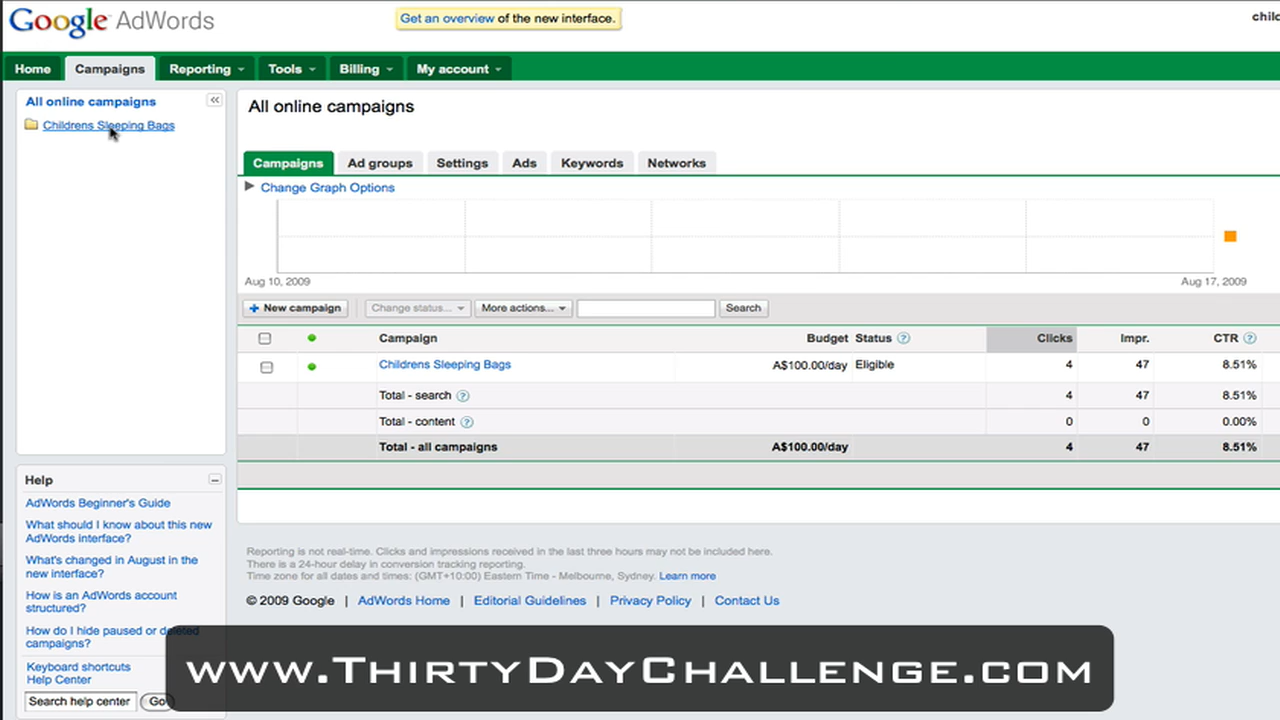 Google AdWords
Get an overview of the new interface.
Home
Campaigns
Reporting
Tools
Billing
My account
All online campaigns
Childrens Sleeping Bags
All online campaigns
Campaigns
Ad groups
Settings
Ads
Keywords
Networks
Change Graph Options
Aug 10, 2009
Aug 17, 2009
+ New campaign
Change status...
More actions...
Search
Campaign Budget Status ? Clicks Impr. CTR ?
Childrens Sleeping Bags A$100.00/day Eligible 4 47 8.51%
Total - search ? 4 47 8.51%
Total - content ? 0 0 0.00%
Total - all campaigns A$100.00/day 4 47 8.51%
Help
AdWords Beginner's Guide
What should I know about this new
AdWords interface?
What's changed in August in the
new interface?
How is an AdWords account
structured?
How do I hide paused or deleted
campaigns?
Keyboard shortcuts
Help Center
Search help center
Go
Reporting is not real-time. Clicks and impressions received in the last three hours may not be included here.
There is a 24-hour delay in conversion tracking reporting.
Time zone for all dates and times: (GMT+10:00) Eastern Time - Melbourne, Sydney. Learn more
© 2009 Google | AdWords Home | Editorial Guidelines | Privacy Policy | Contact Us
www.ThirtyDayChallenge.com